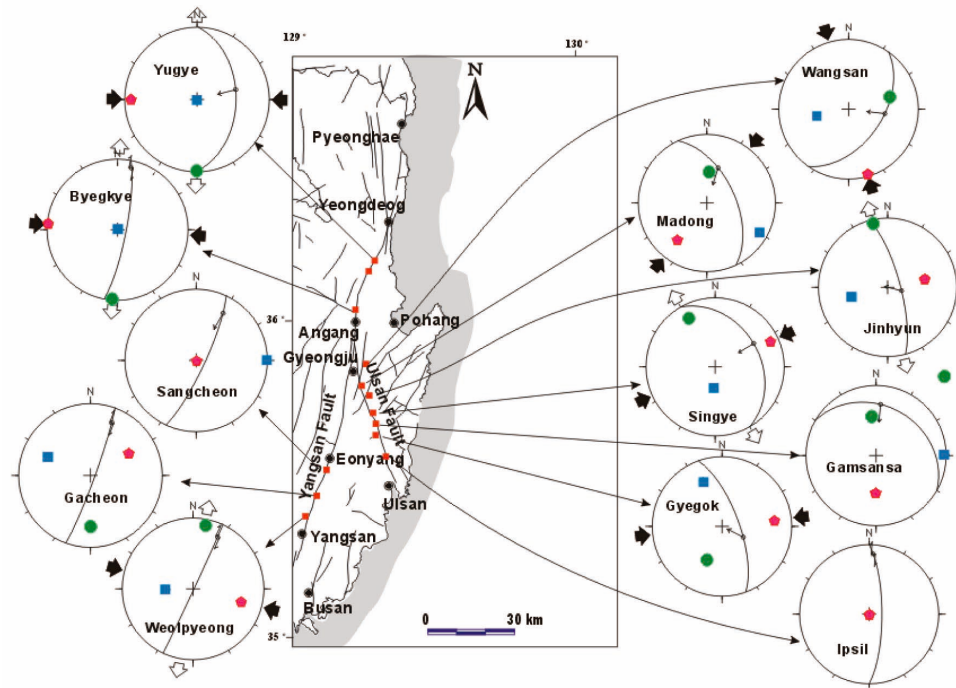 129°
130°
N
Yugye
N
Wangsan
N
Pyeonghae
N
Madong
N
Byegkye
Yeongdeog
N
Jinhyun
N
Pohang
Angang
N
Singye
N
Sangcheon
36°
Gyeongju
Ulsan Fault
N
Gamsansa
N
Gacheon
Yangsan Fault
Eonyang
N
Gyegok
Ulsan
N
Weolpyeong
Yangsan
N
Ipsil
Busan
0
30 km
35°